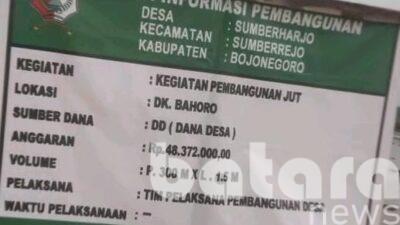 INFORMASI PEMBANGUNAN
DESA : SUMBERHARJO
KECAMATAN : SUMBERREJO
KABUPATEN : BOJONEGORO
KEGIATAN : KEGIATAN PEMBANGUNAN JUT
LOKASI : DK. BAHORO
SUMBER DANA : DD ( DANA DESA )
ANGGARAN : Rp. 48.372.000,00
VOLUME : P. 300 M X L . 1,5 M
PELAKSANA : TIM PELAKSANA PEMBANGUNAN DESA
WAKTU PELAKSANAAN : --
batara
news